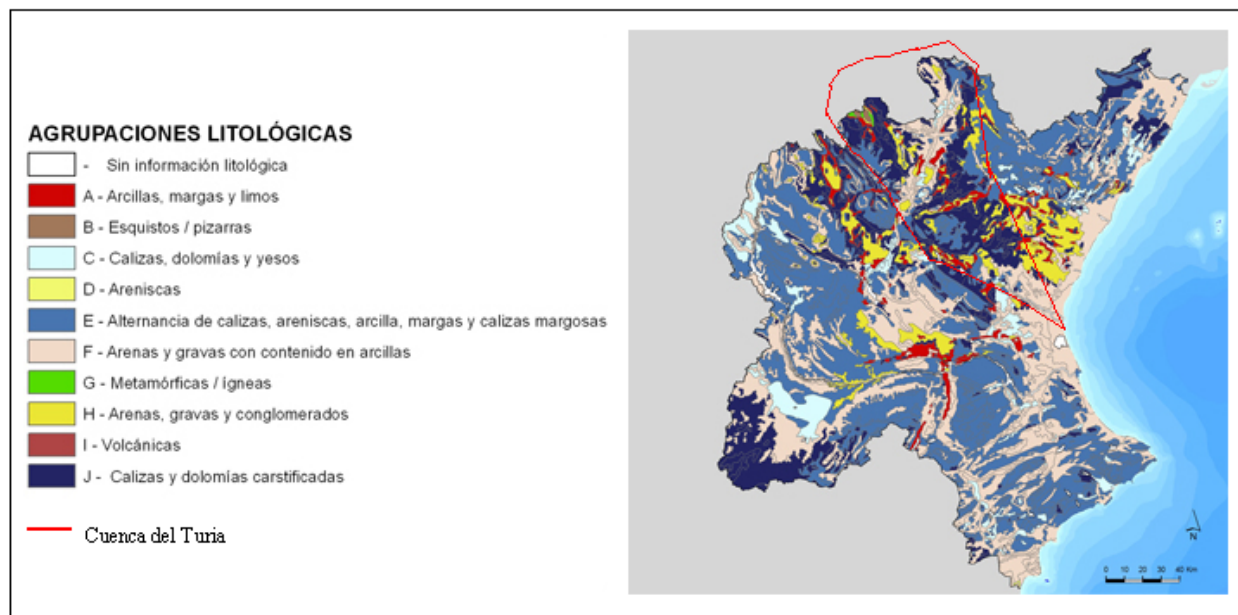 AGRUPACIONES LITOLÓGICAS
- Sin información litológica
A - Arcillas, margas y limos
B - Esquistos / pizarras
C - Calizas, dolomías y yesos
D - Areniscas
E - Alternancia de calizas, areniscas, arcilla, margas y calizas margosas
F - Arenas y gravas con contenido en arcillas
G - Metamórficas / ígneas
H - Arenas, gravas y conglomerados
I - Volcánicas
J - Calizas y dolomías carstificadas
Cuenca del Turia
N
0 10 20 30 40 Km